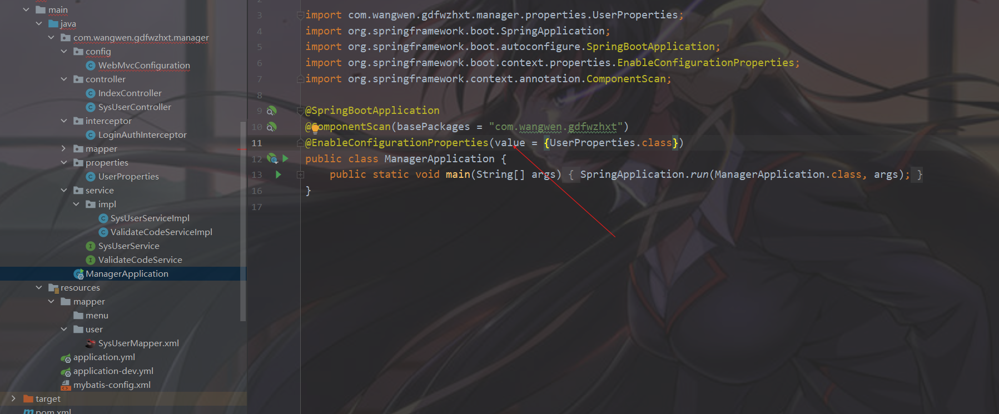 main
java
com.wangwen.gdfwzhxt.manager
config
WebMvcConfiguration
controller
IndexController
SysUserController
interceptor
LoginAuthInterceptor
mapper
properties
UserProperties
service
impl
SysUserServiceImpl
ValidateCodeServiceImpl
SysUserService
ValidateCodeService
ManagerApplication
resources
mapper
menu
user
SysUserMapper.xml
application.yml
application-dev.yml
mybatis-config.xml
target
pom.xml
3 import com.wangwen.gdfwzhxt.manager.properties.UserProperties;
4 import org.springframework.boot.SpringApplication;
5 import org.springframework.boot.autoconfigure.SpringBootApplication;
6 import org.springframework.boot.context.properties.EnableConfigurationProperties;
7 import org.springframework.context.annotation.ComponentScan;
8
9 @SpringBootApplication
10 @ComponentScan(basePackages = "com.wangwen.gdfwzhxt")
11 @EnableConfigurationProperties(value = {UserProperties.class})
12 public class ManagerApplication {
13 public static void main(String[] args) { SpringApplication.run(ManagerApplication.class, args); }
16 }
17